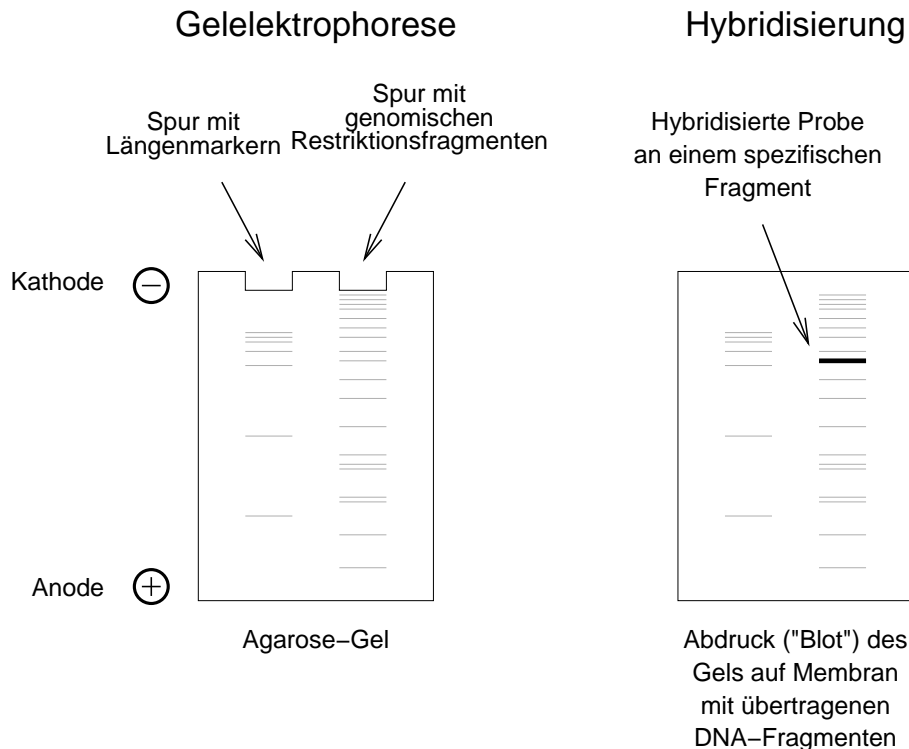 Gelelektrophorese
Hybridisierung
Spur mit
Längenmarkern
Spur mit
genomischen
Restriktionsfragmenten
Hybridisierte Probe
an einem spezifischen
Fragment
Kathode −
Anode +
Agarose−Gel
Abdruck ("Blot") des
Gels auf Membran
mit übertragenen
DNA−Fragmenten